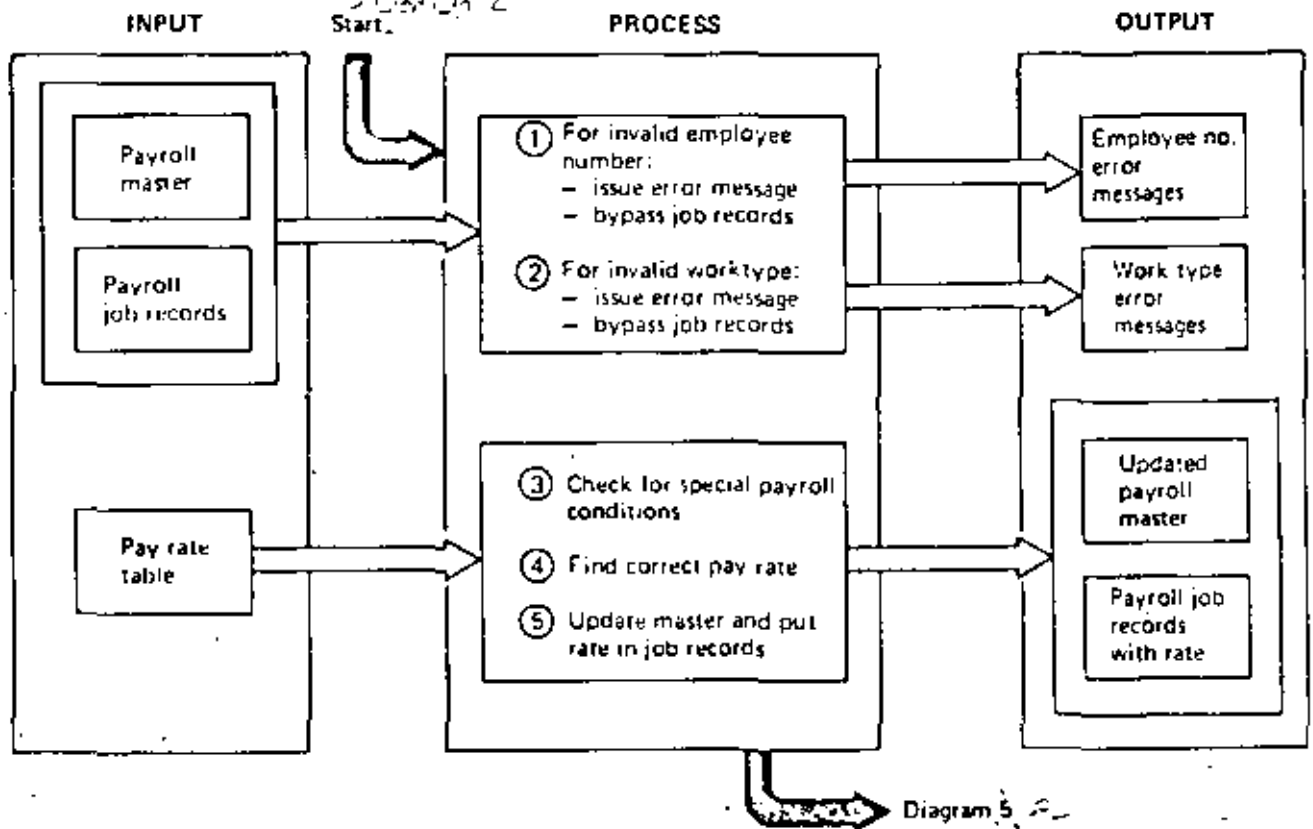 INPUT
Start
PROCESS
OUTPUT
Payroll
master
Payroll
job records
Pay rate
table
① For invalid employee
number:
– issue error message
– bypass job records
② For invalid worktype:
– issue error message
– bypass job records
③ Check for special payroll
conditions
④ Find correct pay rate
⑤ Update master and put
rate in job records
Employee no.
error
messages
Work type
error
messages
Updated
payroll
master
Payroll job
records
with rate
Diagram 5